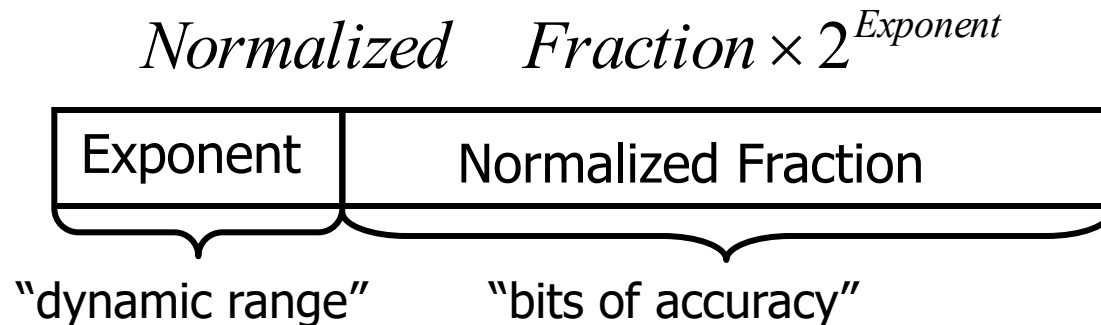 Normalized Fraction × 2^Exponent
Exponent Normalized Fraction
“dynamic range” “bits of accuracy”